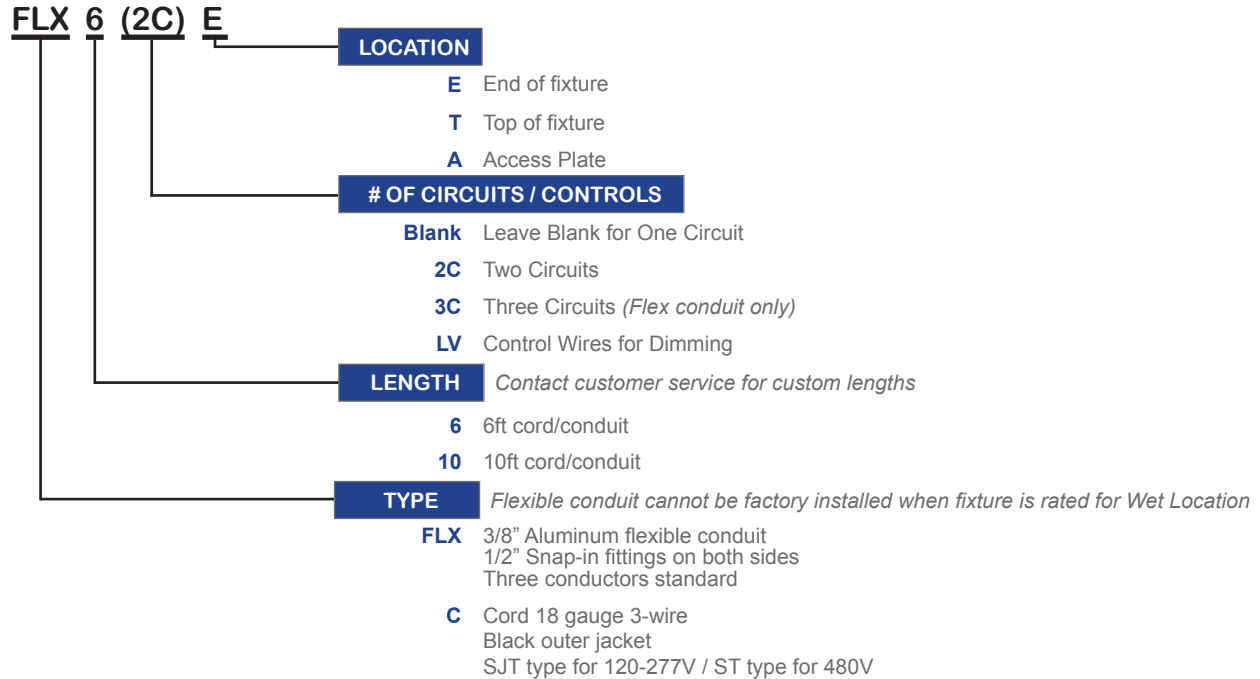 FLX 6 (2C) E
LOCATION
E End of fixture
T Top of fixture
A Access Plate
# OF CIRCUITS / CONTROLS
Blank Leave Blank for One Circuit
2C Two Circuits
3C Three Circuits (Flex conduit only)
LV Control Wires for Dimming
LENGTH Contact customer service for custom lengths
6 6ft cord/conduit
10 10ft cord/conduit
TYPE Flexible conduit cannot be factory installed when fixture is rated for Wet Location
FLX 3/8” Aluminum flexible conduit
1/2” Snap-in fittings on both sides
Three conductors standard
C Cord 18 gauge 3-wire
Black outer jacket
SJT type for 120-277V / ST type for 480V